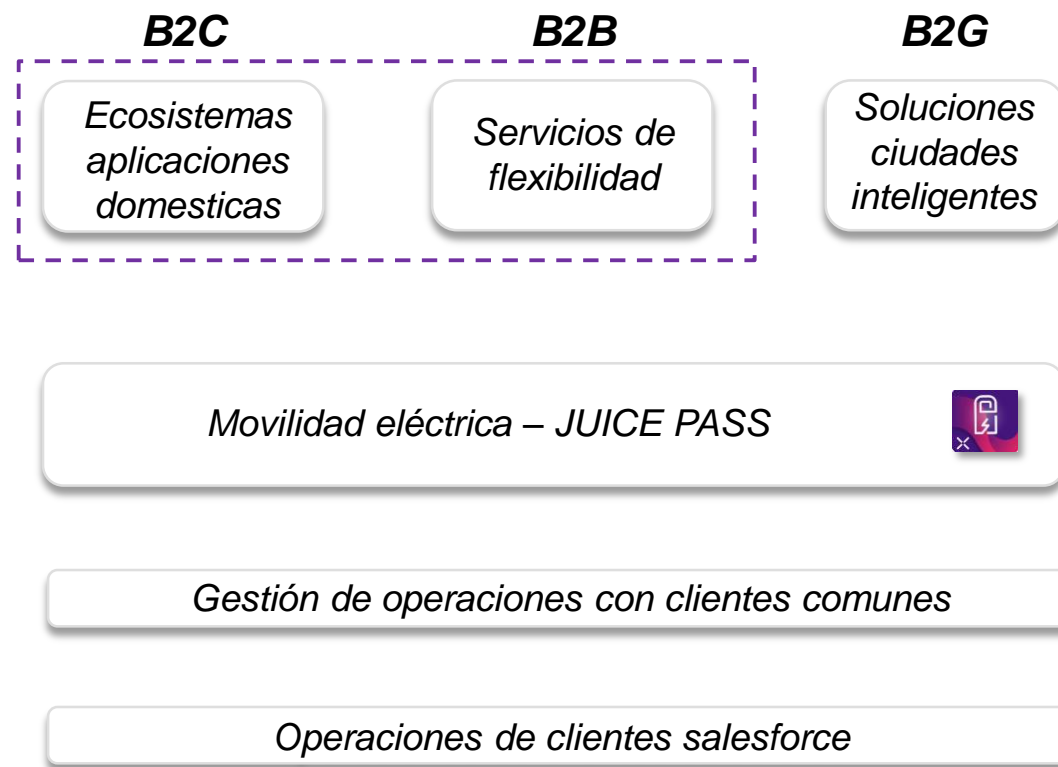 B2C
B2B
B2G
Ecosistemas
aplicaciones
domesticas
Servicios de
flexibilidad
Soluciones
ciudades
inteligentes
Movilidad eléctrica – JUICE PASS
Gestión de operaciones con clientes comunes
Operaciones de clientes salesforce